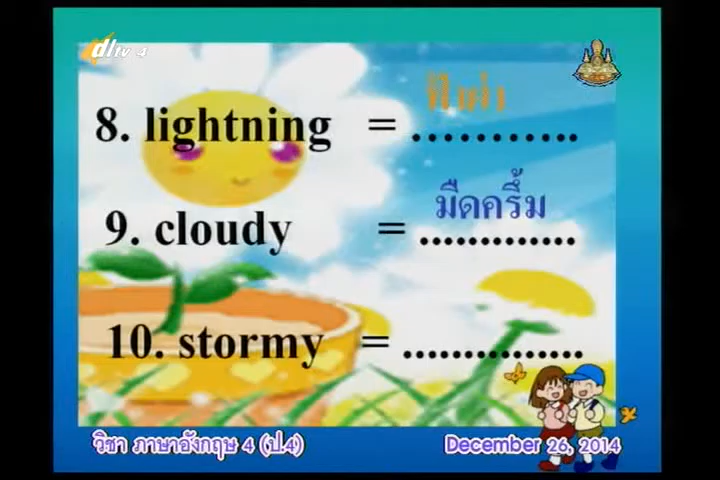 dltv 4
ฟ้าผ่า
8. lightning = ...........
มืดครึ้ม
9. cloudy = .............
10. stormy = ..............
วิชา ภาษาอังกฤษ 4 (ป.4)
December 26, 2014